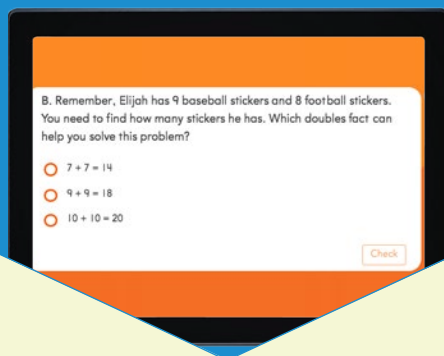 B. Remember, Elijah has 9 baseball stickers and 8 football stickers.
You need to find how many stickers he has. Which doubles fact can
help you solve this problem?
7 + 7 = 14
9 + 9 = 18
10 + 10 = 20
Check